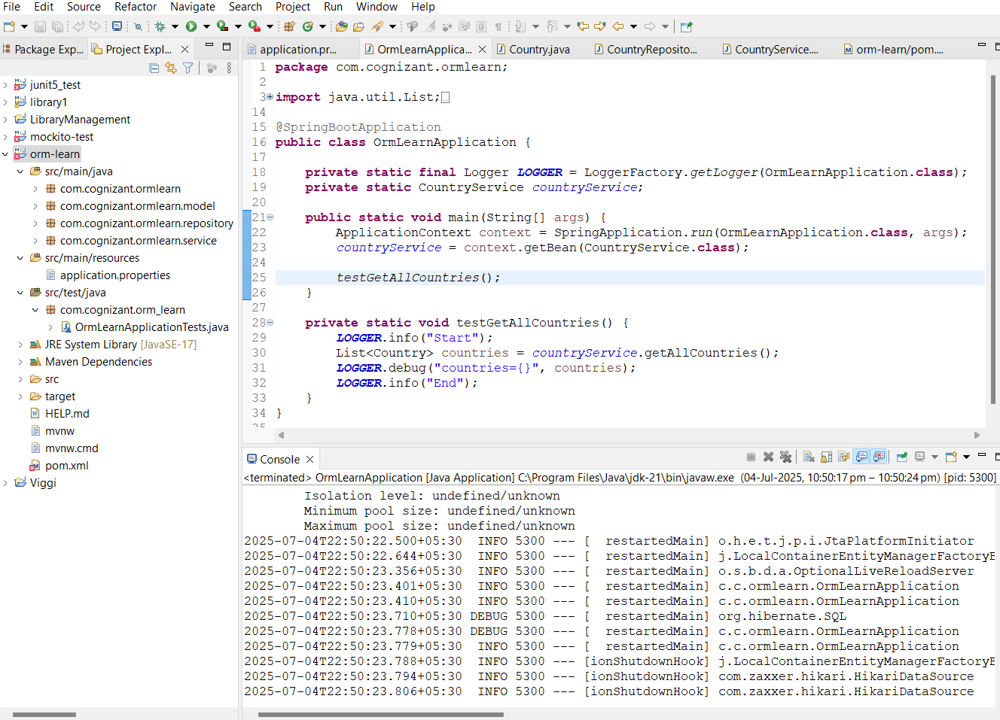 File Edit Source Refactor Navigate Search Project Run Window Help
Package Exp...
Project Expl...
junit5_test
library1
LibraryManagement
mockito-test
orm-learn
src/main/java
com.cognizant.ormlearn
com.cognizant.ormlearn.model
com.cognizant.ormlearn.repository
com.cognizant.ormlearn.service
src/main/resources
application.properties
src/test/java
com.cognizant.orm_learn
OrmLearnApplicationTests.java
JRE System Library [JavaSE-17]
Maven Dependencies
src
target
HELP.md
mvnw
mvnw.cmd
pom.xml
Viggi
application.pr...
OrmLearnApplica...
Country.java
CountryReposito...
CountryService....
orm-learn/pom....
1 package com.cognizant.ormlearn;
2
3 import java.util.List;
14
15 @SpringBootApplication
16 public class OrmLearnApplication {
17
18 private static final Logger LOGGER = LoggerFactory.getLogger(OrmLearnApplication.class);
19 private static CountryService countryService;
20
21 public static void main(String[] args) {
22 ApplicationContext context = SpringApplication.run(OrmLearnApplication.class, args);
23 countryService = context.getBean(CountryService.class);
24
25 testGetAllCountries();
26 }
27
28 private static void testGetAllCountries() {
29 LOGGER.info("Start");
30 List<Country> countries = countryService.getAllCountries();
31 LOGGER.debug("countries={}", countries);
32 LOGGER.info("End");
33 }
34 }
35
Console
<terminated> OrmLearnApplication [Java Application] C:\Program Files\Java\jdk-21\bin\javaw.exe (04-Jul-2025, 10:50:17 pm – 10:50:24 pm) [pid: 5300]
Isolation level: undefined/unknown
Minimum pool size: undefined/unknown
Maximum pool size: undefined/unknown
2025-07-04T22:50:22.500+05:30 INFO 5300 --- [ restartedMain] o.h.e.t.j.p.i.JtaPlatformInitiator
2025-07-04T22:50:22.644+05:30 INFO 5300 --- [ restartedMain] j.LocalContainerEntityManagerFactoryB
2025-07-04T22:50:23.356+05:30 INFO 5300 --- [ restartedMain] o.s.b.d.a.OptionalLiveReloadServer
2025-07-04T22:50:23.401+05:30 INFO 5300 --- [ restartedMain] c.c.ormlearn.OrmLearnApplication
2025-07-04T22:50:23.410+05:30 INFO 5300 --- [ restartedMain] c.c.ormlearn.OrmLearnApplication
2025-07-04T22:50:23.710+05:30 DEBUG 5300 --- [ restartedMain] org.hibernate.SQL
2025-07-04T22:50:23.778+05:30 DEBUG 5300 --- [ restartedMain] c.c.ormlearn.OrmLearnApplication
2025-07-04T22:50:23.779+05:30 INFO 5300 --- [ restartedMain] c.c.ormlearn.OrmLearnApplication
2025-07-04T22:50:23.788+05:30 INFO 5300 --- [ionShutdownHook] j.LocalContainerEntityManagerFactoryB
2025-07-04T22:50:23.794+05:30 INFO 5300 --- [ionShutdownHook] com.zaxxer.hikari.HikariDataSource
2025-07-04T22:50:23.806+05:30 INFO 5300 --- [ionShutdownHook] com.zaxxer.hikari.HikariDataSource